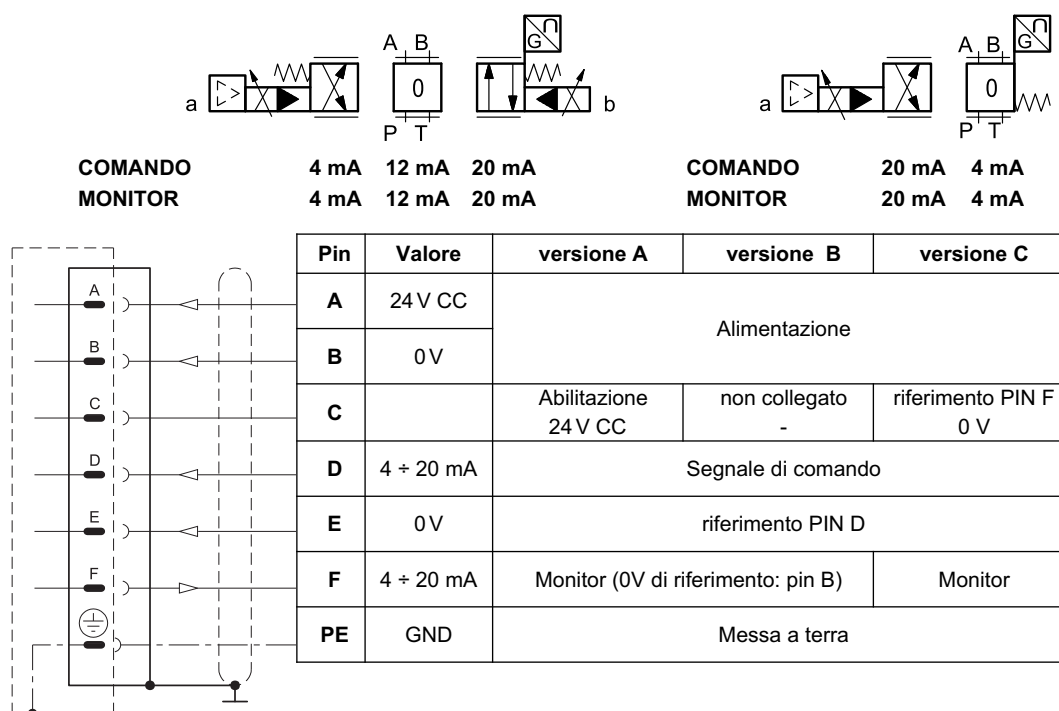 A B
G
A B
G
a
0
b
a
0
P T
P T
COMANDO 4 mA 12 mA 20 mA
COMANDO 20 mA 4 mA
MONITOR 4 mA 12 mA 20 mA
MONITOR 20 mA 4 mA
Pin Valore versione A versione B versione C
A
A 24 V CC
Alimentazione
B
B 0 V
C
C
Abilitazione
24 V CC
non collegato
-
riferimento PIN F
0 V
D
D 4 ÷ 20 mA Segnale di comando
E
E 0 V riferimento PIN D
F
F 4 ÷ 20 mA Monitor (0V di riferimento: pin B) Monitor
PE GND Messa a terra